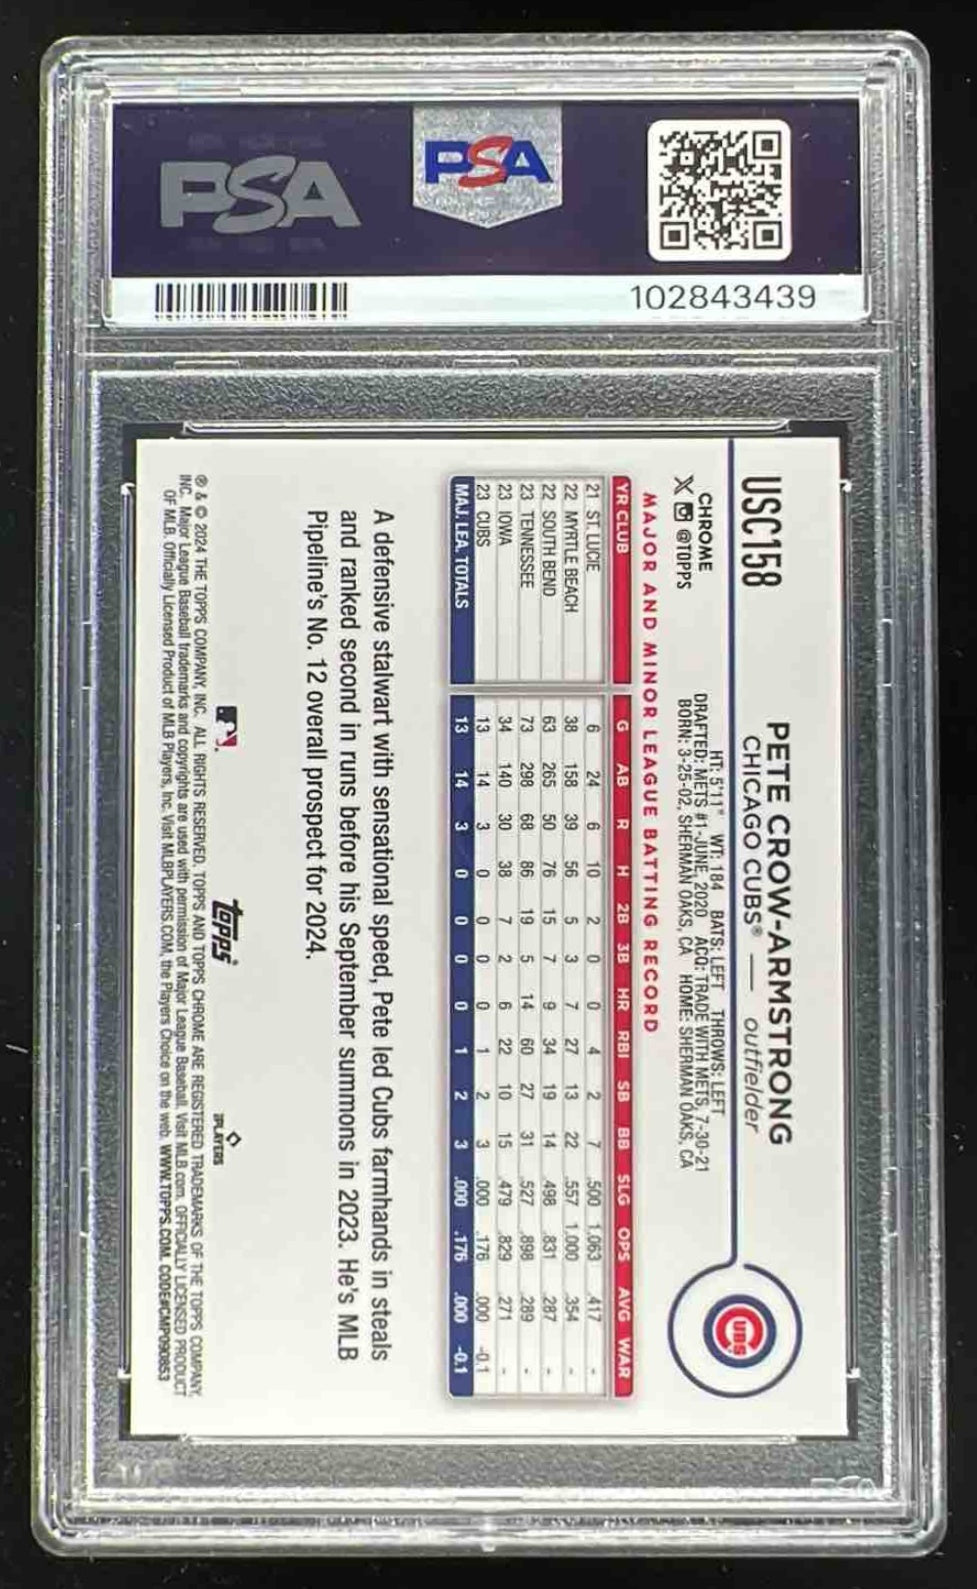 PSA
PSA
102843439
USC158
PETE CROW-ARMSTRONG
CHICAGO CUBS® — outfielder
CHROME
X @TOPPS
HT: 5'11" WT: 184 BATS: LEFT THROWS: LEFT
DRAFTED: METS #1-JUNE, 2020 ACQ: TRADE WITH METS, 7-30-21
BORN: 3-25-02, SHERMAN OAKS, CA HOME: SHERMAN OAKS, CA
CUBS
MAJOR AND MINOR LEAGUE BATTING RECORD
YR CLUB G AB R H 2B 3B HR RBI SB BB SLG OPS AVG WAR
21 ST. LUCIE 6 24 6 10 2 0 0 4 2 7 .500 1.063 .417 -
22 MYRTLE BEACH 38 158 39 56 5 3 7 27 13 22 .557 1.000 .354 -
22 SOUTH BEND 63 265 50 76 15 7 9 34 19 14 .498 .831 .287 -
23 TENNESSEE 73 298 68 86 19 5 14 60 27 31 .527 .898 .289 -
23 IOWA 34 140 30 38 7 2 6 22 10 15 .479 .829 .271 -
23 CUBS 13 14 3 0 0 0 0 1 2 3 .000 .176 .000 -0.1
MAJ. LEA. TOTALS 13 14 3 0 0 0 0 1 2 3 .000 .176 .000 -0.1
A defensive stalwart with sensational speed, Pete led Cubs farmhands in steals
and ranked second in runs before his September summons in 2023. He's MLB
Pipeline's No. 12 overall prospect for 2024.
topps®
PLAYERS
® & © 2024 THE TOPPS COMPANY, INC. ALL RIGHTS RESERVED. TOPPS AND TOPPS CHROME ARE REGISTERED TRADEMARKS OF THE TOPPS COMPANY,
INC. Major League Baseball trademarks and copyrights are used with permission of Major League Baseball. Visit MLB.com. OFFICIALLY LICENSED PRODUCT
OF MLB. Officially Licensed Product of MLB Players, Inc. Visit MLBPLAYERS.COM, the Players Choice on the web. WWW.TOPPS.COM. CODE#CMP090853